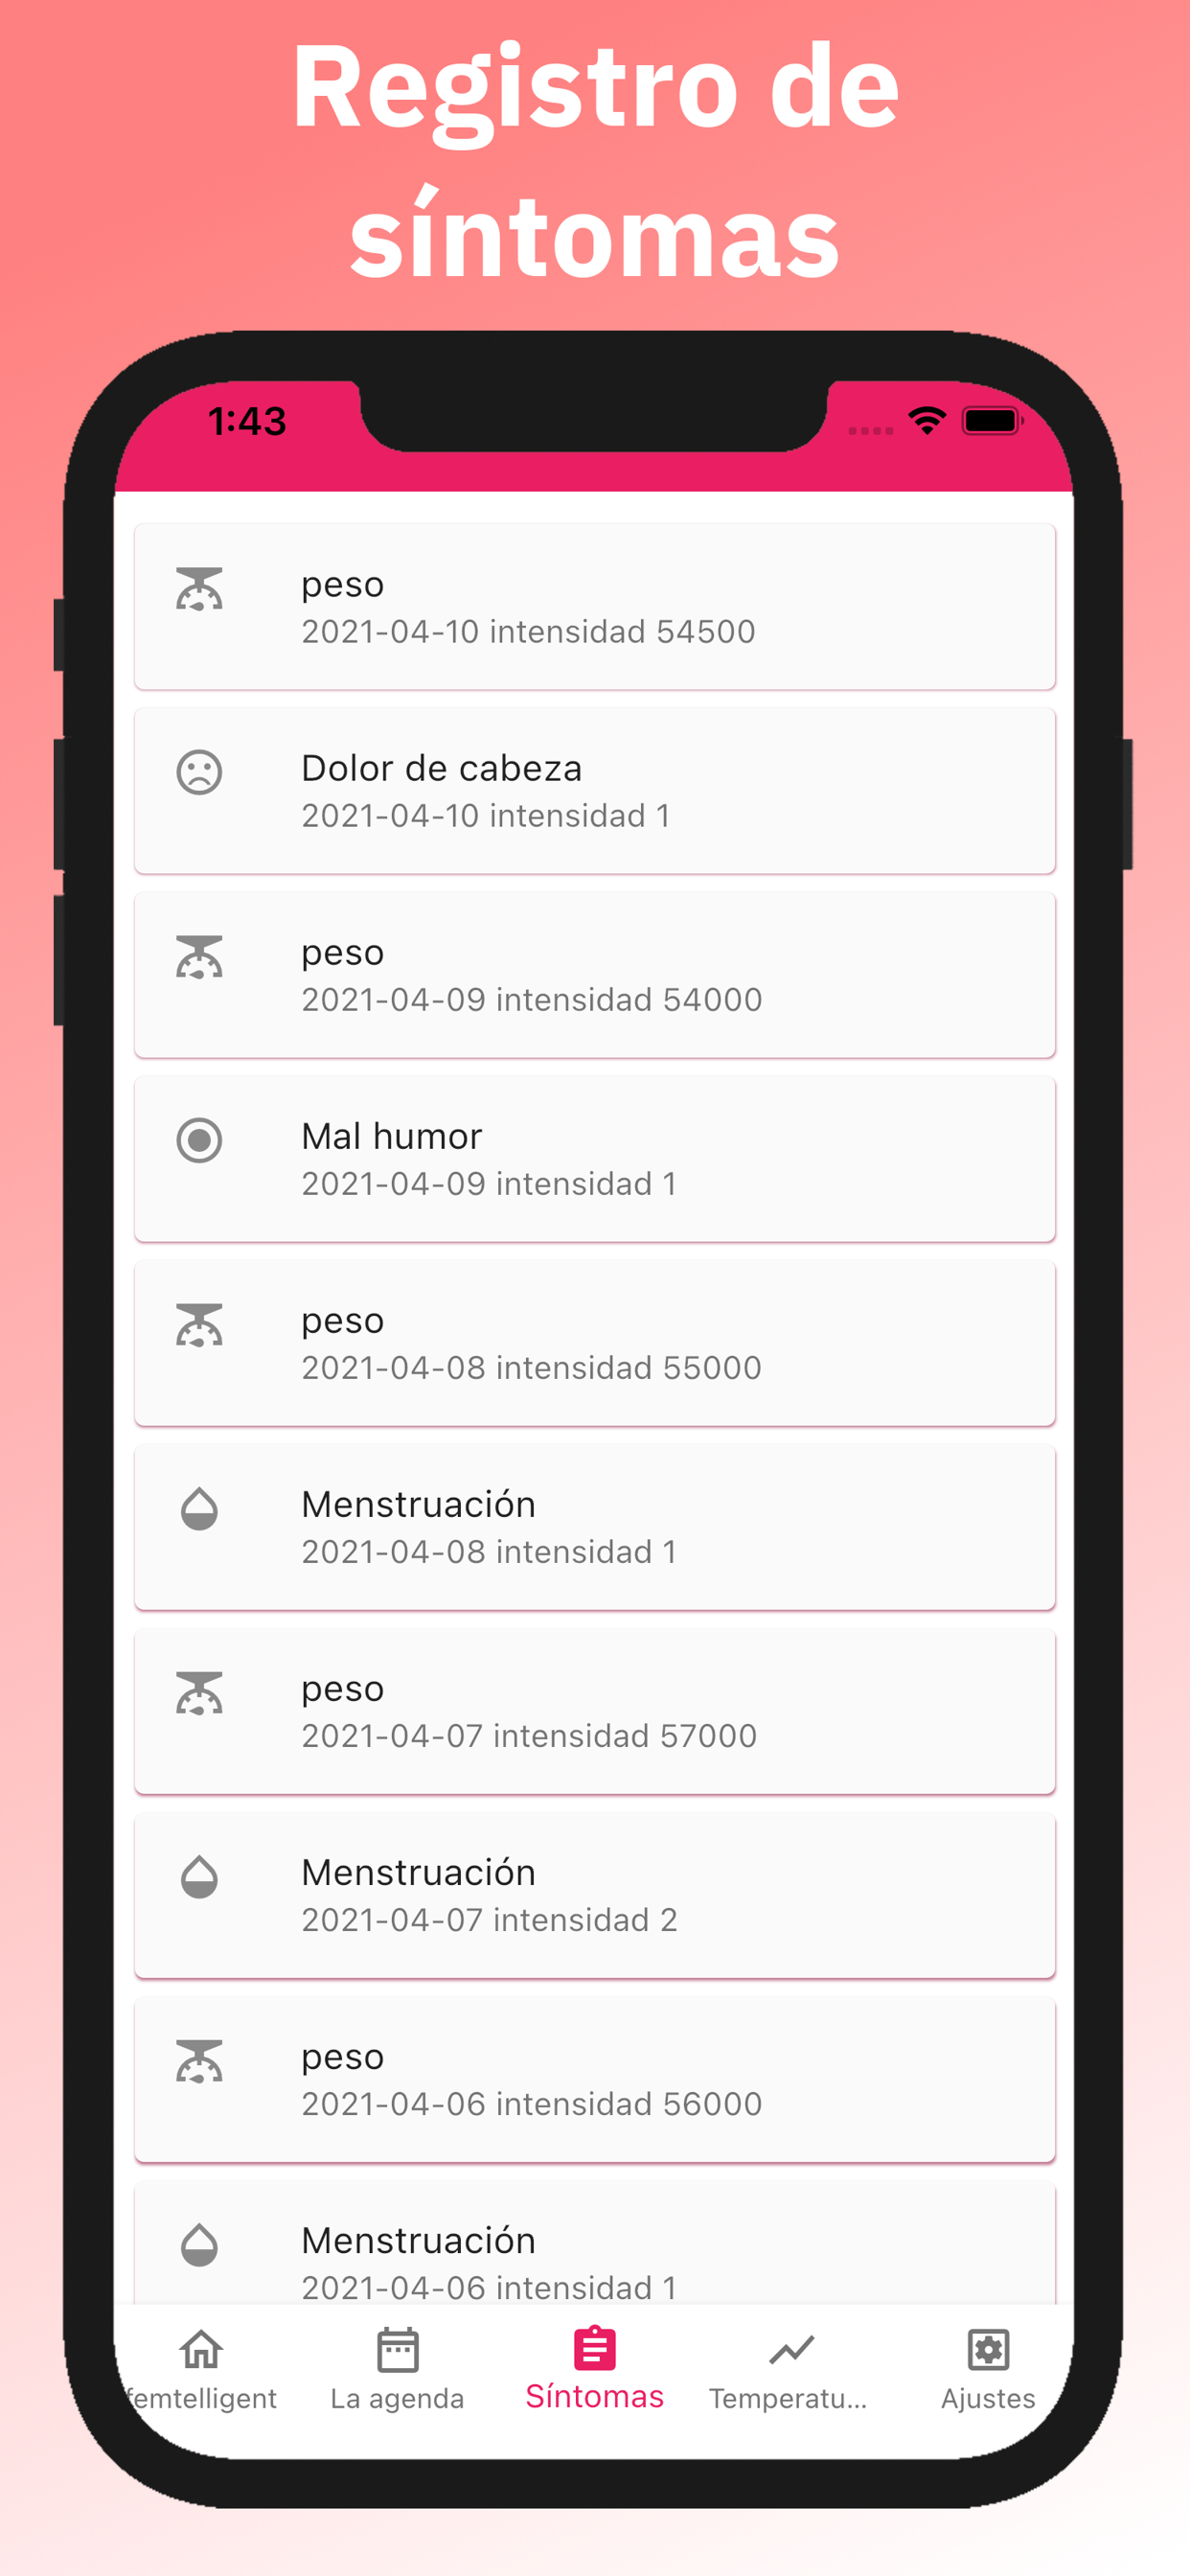 Registro de
síntomas
1:43
peso
2021-04-10 intensidad 54500
Dolor de cabeza
2021-04-10 intensidad 1
peso
2021-04-09 intensidad 54000
Mal humor
2021-04-09 intensidad 1
peso
2021-04-08 intensidad 55000
Menstruación
2021-04-08 intensidad 1
peso
2021-04-07 intensidad 57000
Menstruación
2021-04-07 intensidad 2
peso
2021-04-06 intensidad 56000
Menstruación
2021-04-06 intensidad 1
femtelligent La agenda Síntomas Temperatu... Ajustes